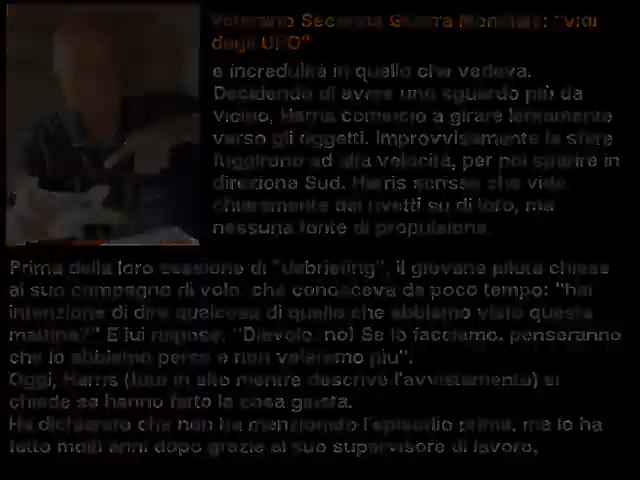 Veterano Seconda Guerra Mondiale: "Vidi
degli UFO"
e incredulità in quello che vedeva.
Decidendo di avere uno sguardo più da
vicino, Harris cominciò a girare lentamente
verso gli oggetti. Improvvisamente le sfere
fuggirono ad alta velocità, per poi sparire in
direzione Sud. Harris scrisse che vide
chiaramente dei rivetti su di loro, ma
nessuna fonte di propulsione.
Prima della loro sessione di "debriefing", il giovane pilota chiese
al suo compagno di volo, che conosceva da poco tempo: "hai
intenzione di dire qualcosa di quello che abbiamo visto questa
mattina?" E lui rispose, "Diavolo, no! Se lo facciamo, penseranno
che lo abbiamo perso e non voleremo piu".
Oggi, Harris (foto in alto mentre descrive l'avvistamento) si
chiede se hanno fatto la cosa giusta.
Ha dichiarato che non ha menzionato l'episodio prima, ma lo ha
fatto molti anni dopo grazie al suo supervisore di lavoro,